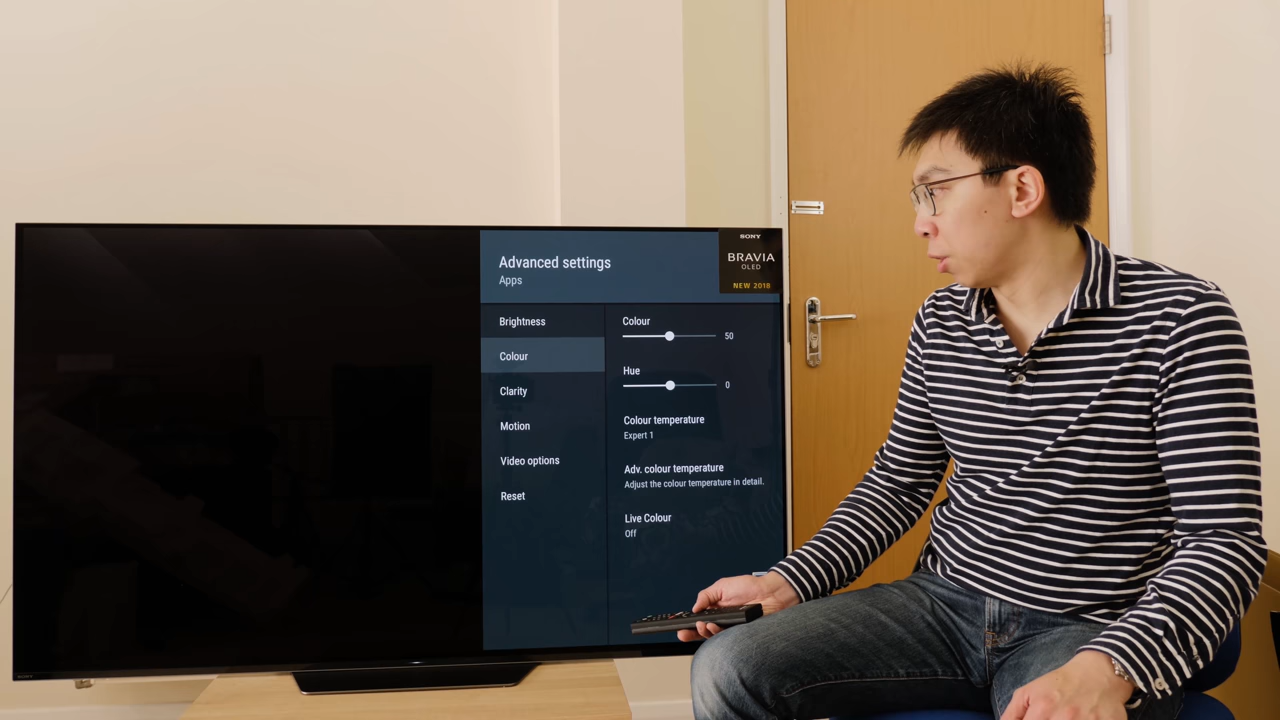 SONY
BRAVIA
OLED
NEW 2018
Advanced settings
Apps
Brightness
Colour
Clarity
Motion
Video options
Reset
Colour
50
Hue
0
Colour temperature
Expert 1
Adv. colour temperature
Adjust the colour temperature in detail.
Live Colour
Off
SONY